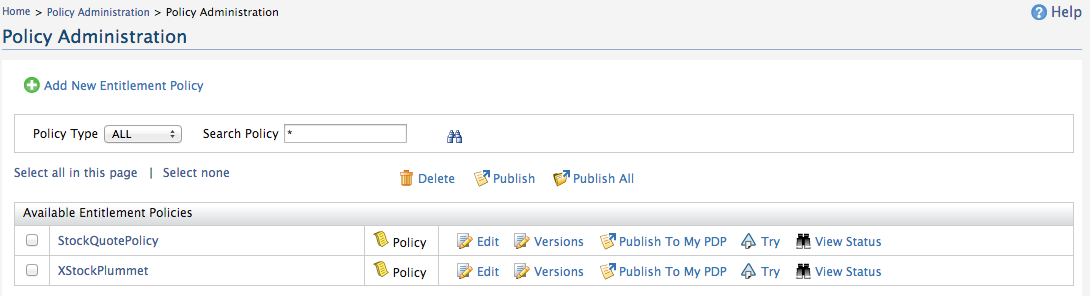 Home > Policy Administration > Policy Administration
Help
Policy Administration
Add New Entitlement Policy
Policy Type ALL Search Policy *
Select all in this page | Select none Delete Publish Publish All
Available Entitlement Policies
StockQuotePolicy Policy Edit Versions Publish To My PDP Try View Status
XStockPlummet Policy Edit Versions Publish To My PDP Try View Status